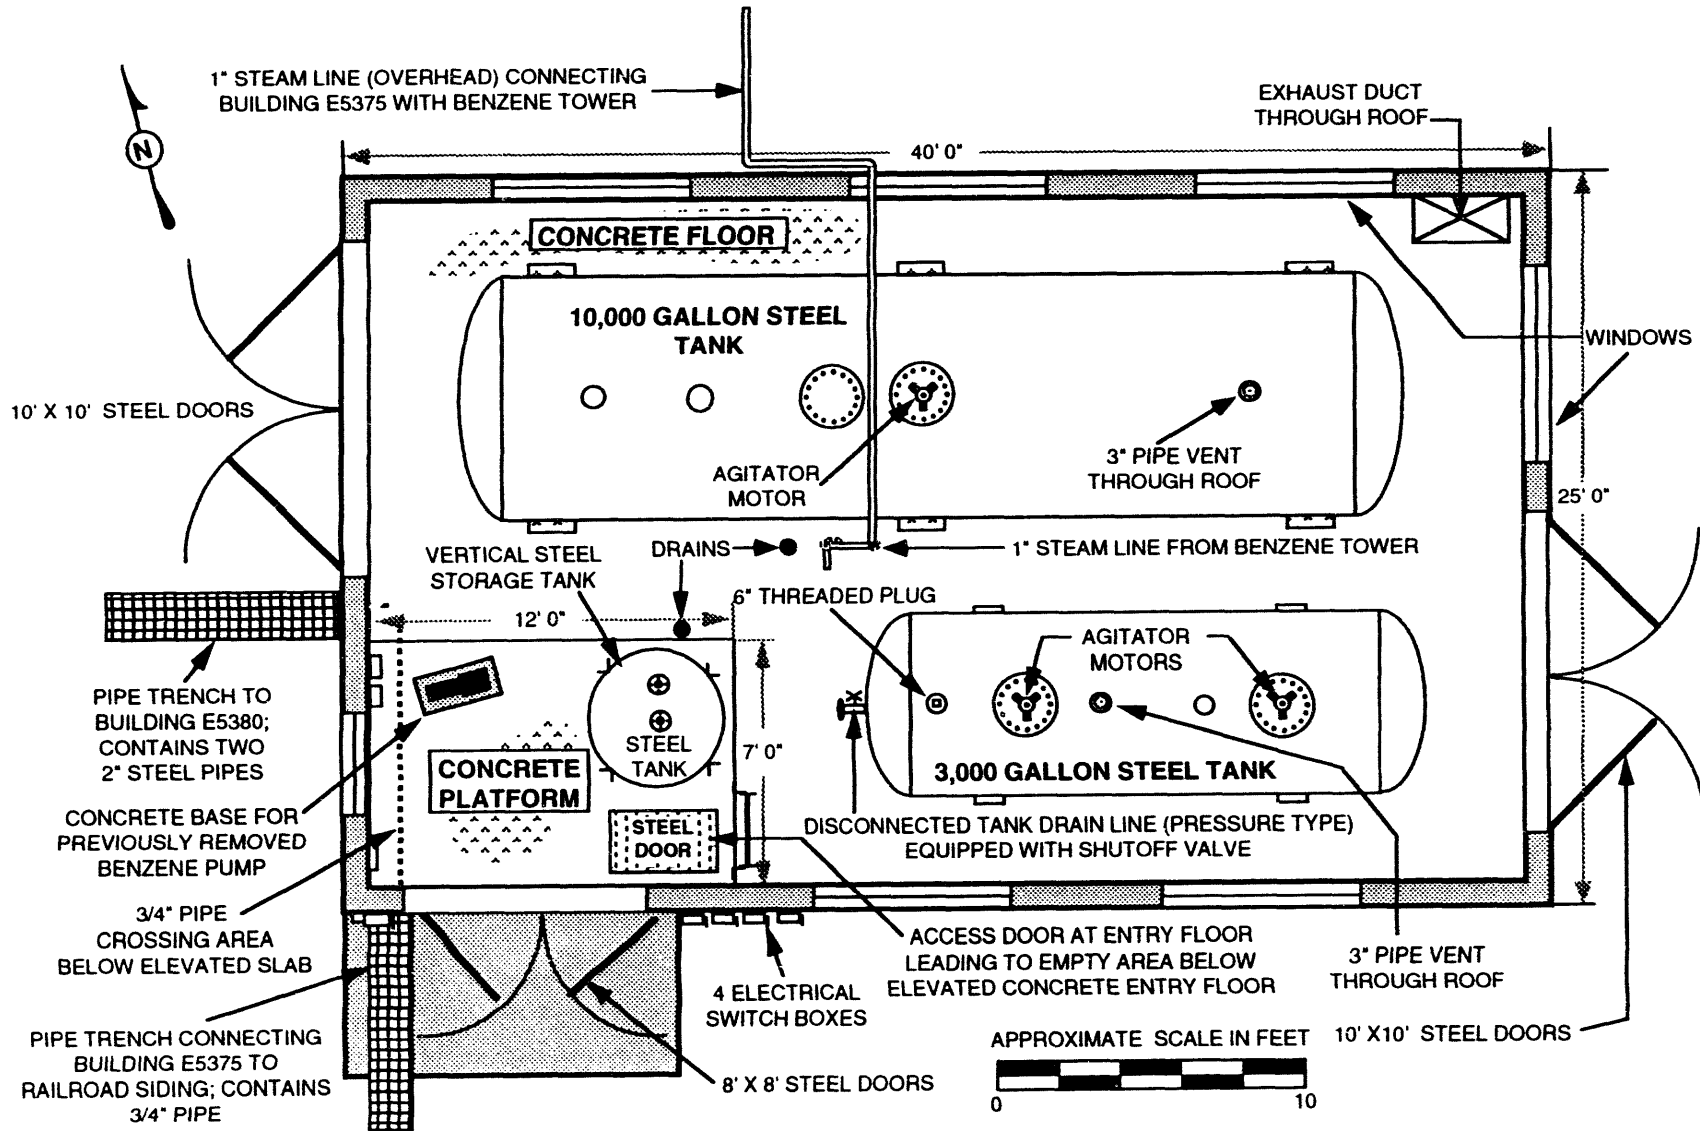 1" STEAM LINE (OVERHEAD) CONNECTING
BUILDING E5375 WITH BENZENE TOWER
EXHAUST DUCT
THROUGH ROOF
N
40' 0"
CONCRETE FLOOR
10,000 GALLON STEEL
TANK
WINDOWS
10' X 10' STEEL DOORS
AGITATOR
MOTOR
3" PIPE VENT
THROUGH ROOF
25' 0"
VERTICAL STEEL
STORAGE TANK
DRAINS
1" STEAM LINE FROM BENZENE TOWER
6" THREADED PLUG
12' 0"
AGITATOR
MOTORS
PIPE TRENCH TO
BUILDING E5380;
CONTAINS TWO
2" STEEL PIPES
STEEL
TANK
7' 0"
CONCRETE
PLATFORM
3,000 GALLON STEEL TANK
CONCRETE BASE FOR
PREVIOUSLY REMOVED
BENZENE PUMP
STEEL
DOOR
DISCONNECTED TANK DRAIN LINE (PRESSURE TYPE)
EQUIPPED WITH SHUTOFF VALVE
3/4" PIPE
CROSSING AREA
BELOW ELEVATED SLAB
ACCESS DOOR AT ENTRY FLOOR
LEADING TO EMPTY AREA BELOW
ELEVATED CONCRETE ENTRY FLOOR
3" PIPE VENT
THROUGH ROOF
4 ELECTRICAL
SWITCH BOXES
PIPE TRENCH CONNECTING
BUILDING E5375 TO
RAILROAD SIDING; CONTAINS
3/4" PIPE
8' X 8' STEEL DOORS
APPROXIMATE SCALE IN FEET
0
10
10' X10' STEEL DOORS